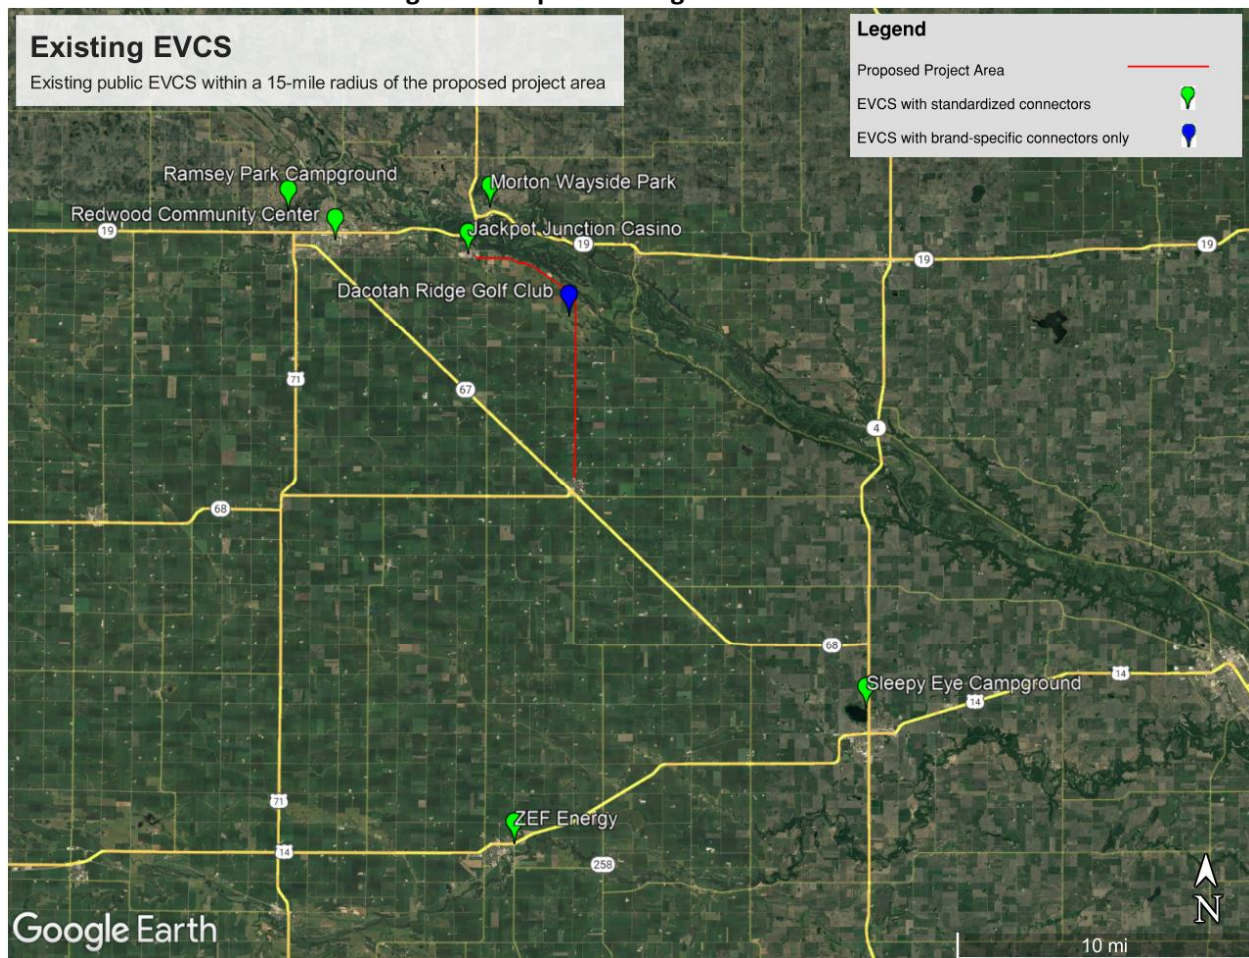 Existing EVCS
Existing public EVCS within a 15-mile radius of the proposed project area
Legend
Proposed Project Area
EVCS with standardized connectors
EVCS with brand-specific connectors only
Ramsey Park Campground
Morton Wayside Park
Redwood Community Center
Jackpot Junction Casino
19
19
19
19
Dacotah Ridge Golf Club
71
67
4
68
68
Sleepy Eye Campground
14
14
71
ZEF Energy
14
258
N
Google Earth
10 mi